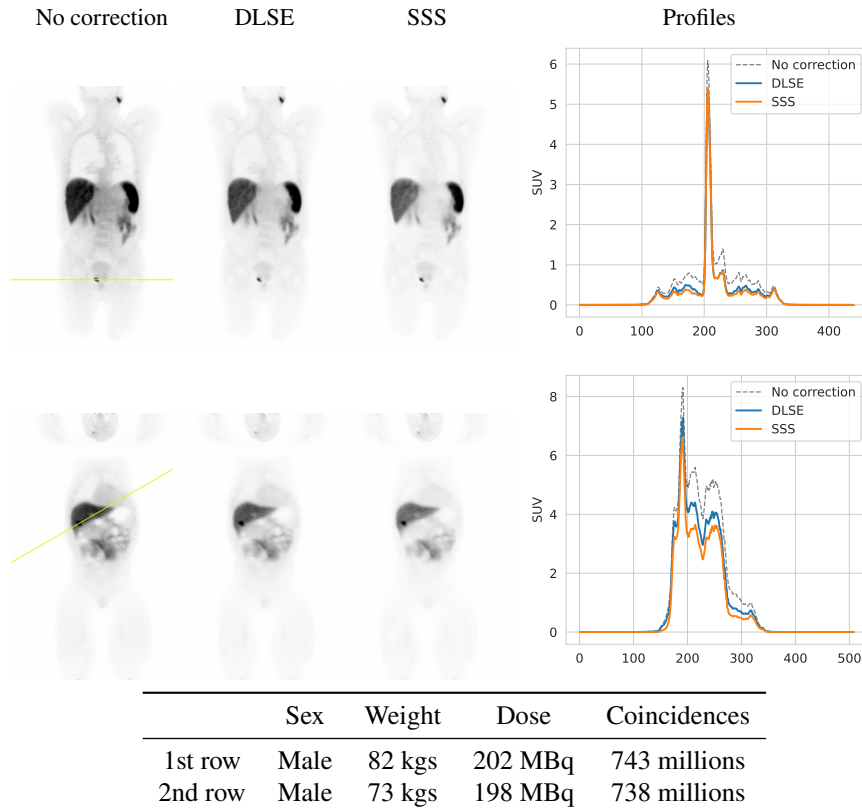 No correction DLSE SSS Profiles
No correction
DLSE
SSS
SUV
6
5
4
3
2
1
0
0 100 200 300 400
No correction
DLSE
SSS
SUV
8
6
4
2
0
0 100 200 300 400 500
Sex Weight Dose Coincidences
1st row Male 82 kgs 202 MBq 743 millions
2nd row Male 73 kgs 198 MBq 738 millions